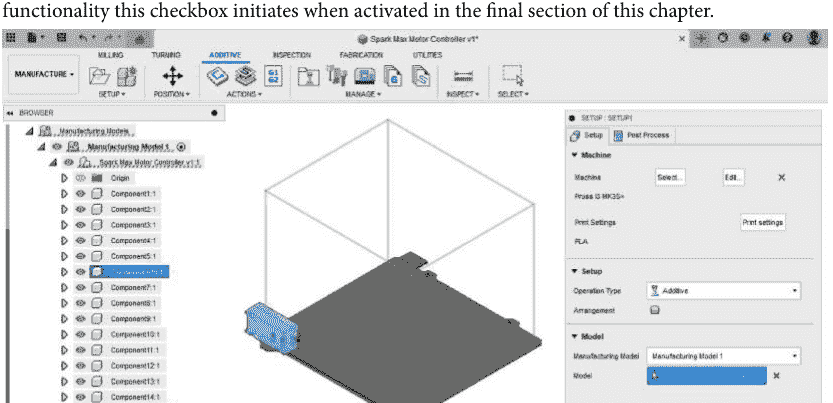 functionality this checkbox initiates when activated in the final section of this chapter.
Spark Max Motor Controller v1*
MILLING TURNING ADDITIVE INSPECTION FABRICATION UTILITIES
MANUFACTURE
G1
G2
G
SETUP POSITION ACTIONS MANAGE INSPECT SELECT
BROWSER
Manufacturing Models
Manufacturing Model 1
Spark Max Motor Controller v1:1
Origin
Component1:1
Component2:1
Component3:1
Component4:1
Component5:1
Component7:1
Component8:1
Component9:1
Component10:1
Component11:1
Component12:1
Component13:1
Component14:1
SETUP : SETUP1
Setup Post Process
Machine
Machine Select... Edit...
Prusa i3 MK3S+
Print Settings Print settings
PLA
Setup
Operation Type Additive
Arrangement
Model
Manufacturing Model Manufacturing Model 1
Model